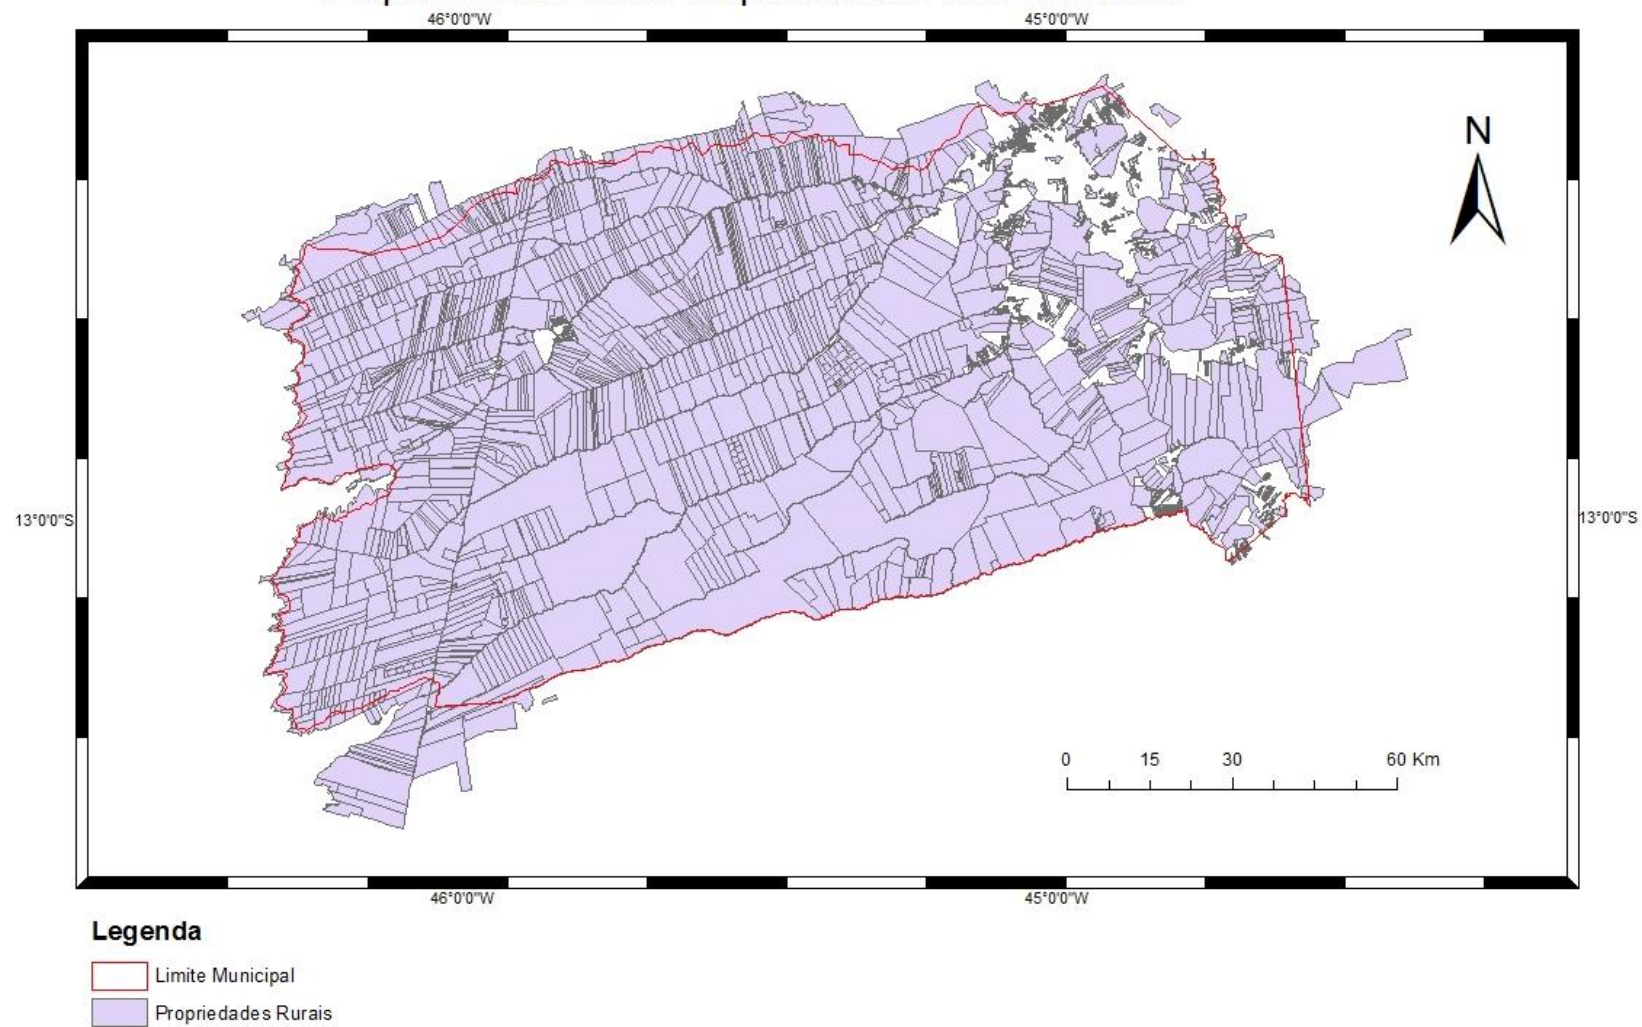 46°0'0"W 45°0'0"W
N
13°0'0"S 13°0'0"S
0 15 30 60 Km
46°0'0"W 45°0'0"W
Legenda
Limite Municipal
Propriedades Rurais